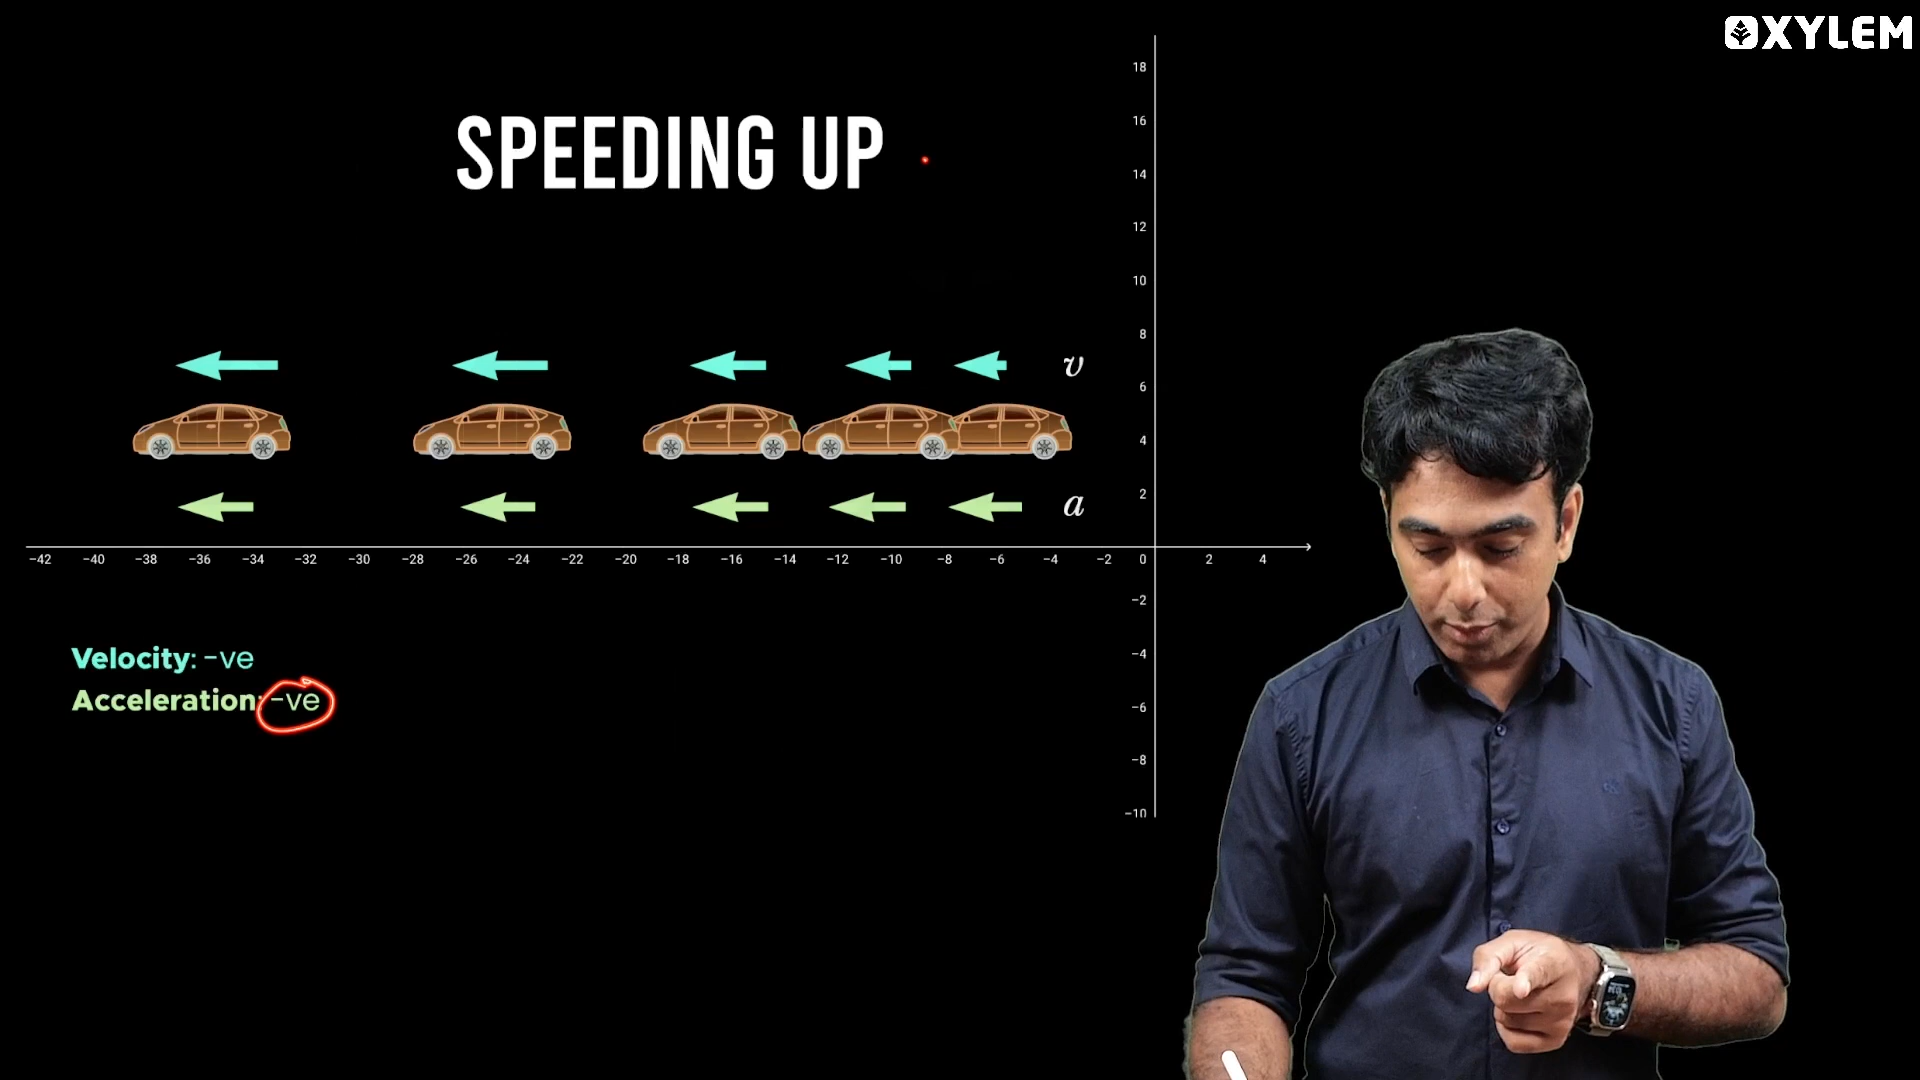 XYLEM
SPEEDING UP
18
16
14
12
10
8
6
4
2
v
a
−42 −40 −38 −36 −34 −32 −30 −28 −26 −24 −22 −20 −18 −16 −14 −12 −10 −8 −6 −4 −2 0 2 4
−2
−4
−6
−8
−10
Velocity: -ve
Acceleration: -ve